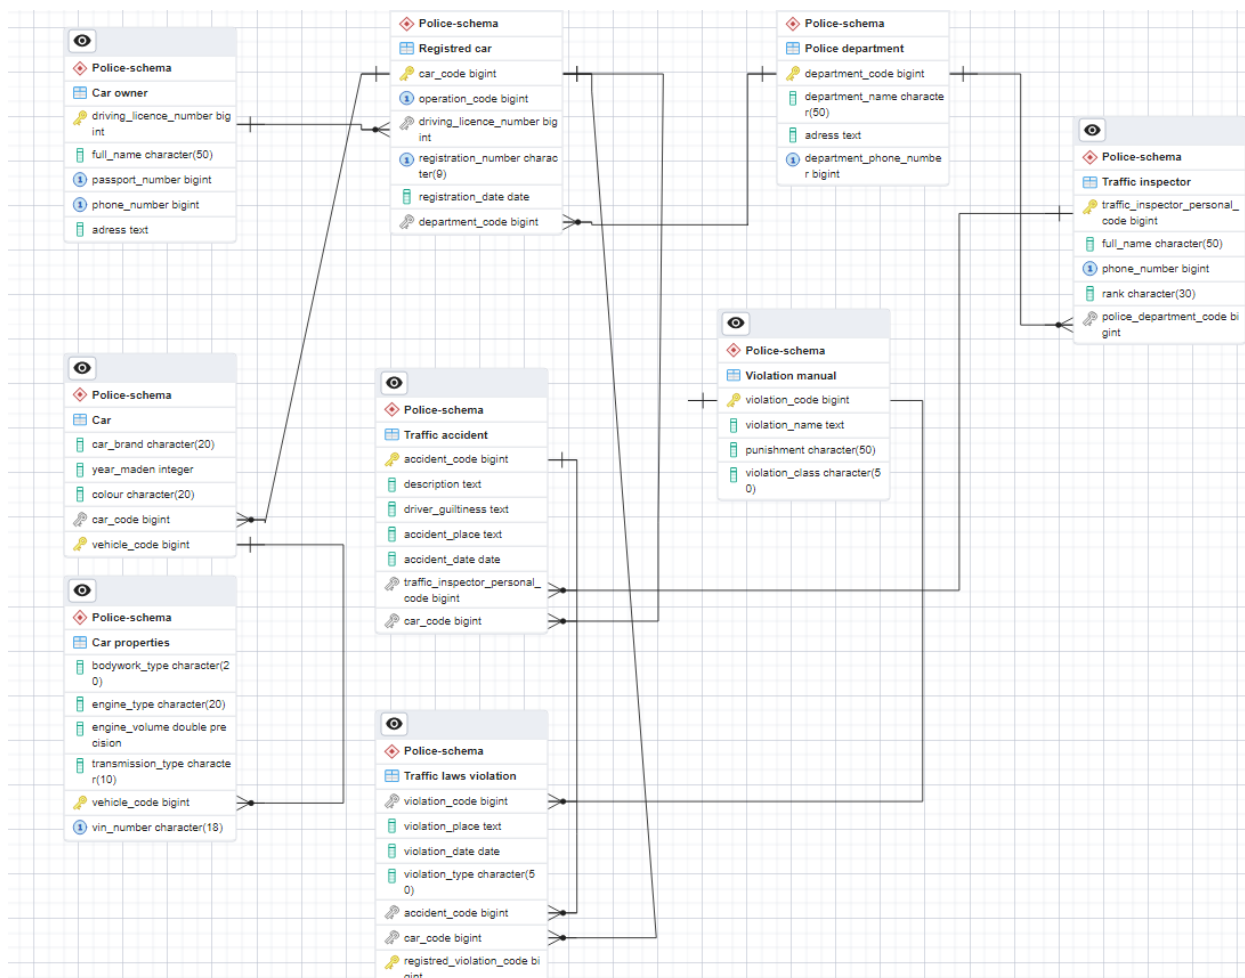 Police-schema
Car owner
driving_licence_number big
int
full_name character(50)
passport_number bigint
phone_number bigint
adress text
Police-schema
Registred car
car_code bigint
operation_code bigint
driving_licence_number big
int
registration_number charac
ter(9)
registration_date date
department_code bigint
Police-schema
Police department
department_code bigint
department_name characte
r(50)
adress text
department_phone_numbe
r bigint
Police-schema
Traffic inspector
traffic_inspector_personal_
code bigint
full_name character(50)
phone_number bigint
rank character(30)
police_department_code bi
gint
Police-schema
Car
car_brand character(20)
year_maden integer
colour character(20)
car_code bigint
vehicle_code bigint
Police-schema
Traffic accident
accident_code bigint
description text
driver_guiltiness text
accident_place text
accident_date date
traffic_inspector_personal_
code bigint
car_code bigint
Police-schema
Violation manual
violation_code bigint
violation_name text
punishment character(50)
violation_class character(5
0)
Police-schema
Car properties
bodywork_type character(2
0)
engine_type character(20)
engine_volume double pre
cision
transmission_type characte
r(10)
vehicle_code bigint
vin_number character(18)
Police-schema
Traffic laws violation
violation_code bigint
violation_place text
violation_date date
violation_type character(5
0)
accident_code bigint
car_code bigint
registred_violation_code bi
gint